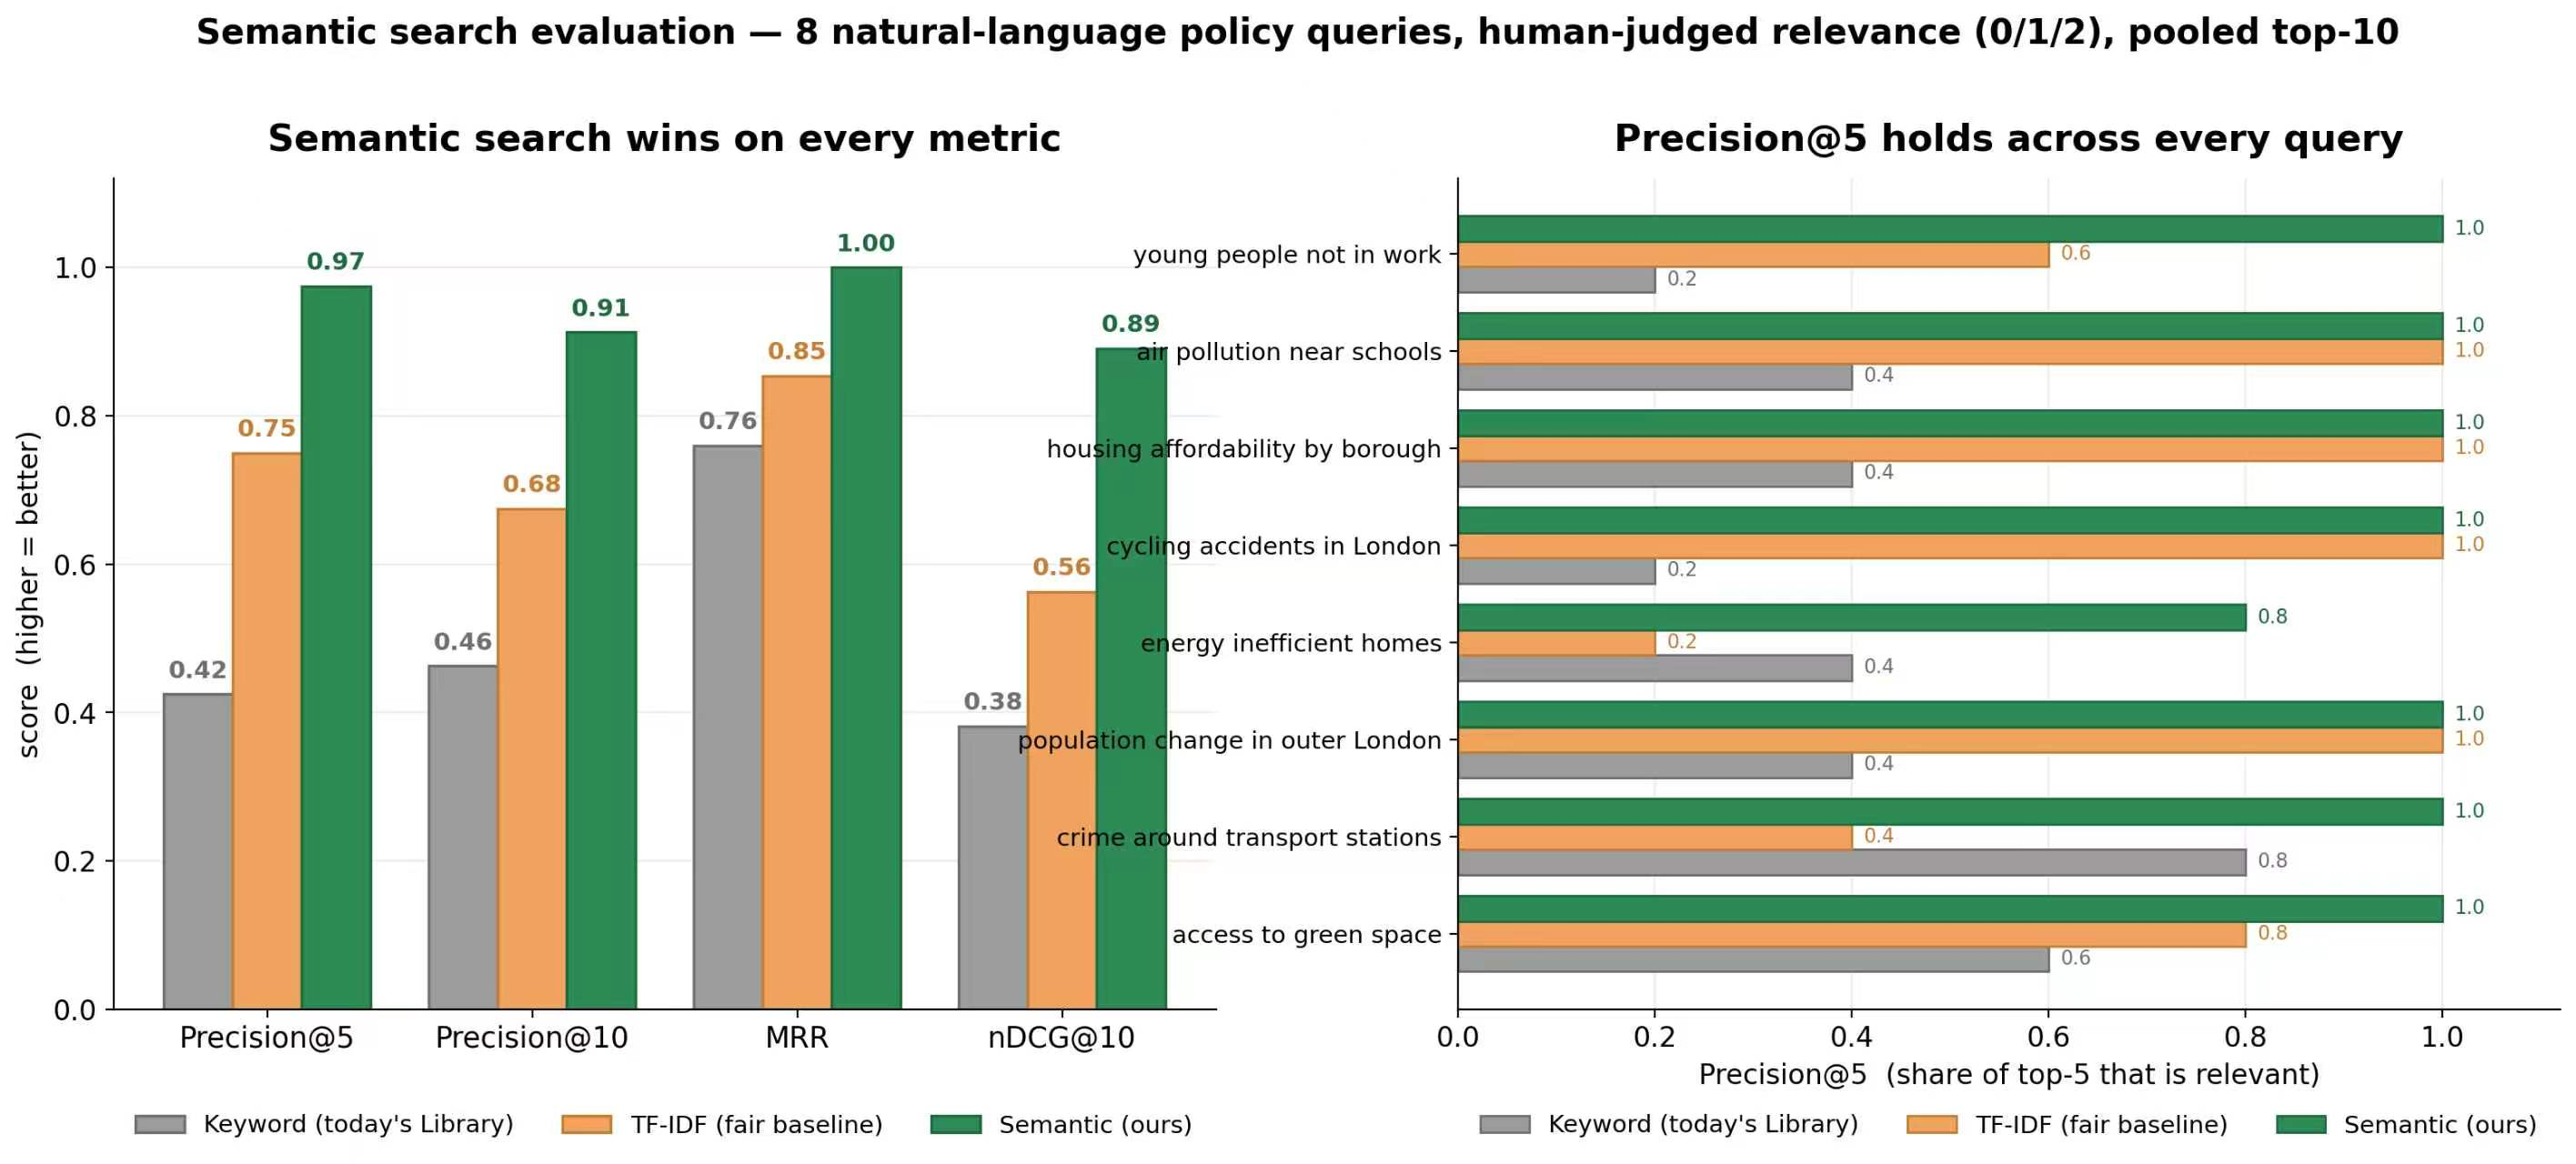 Semantic search evaluation — 8 natural-language policy queries, human-judged relevance (0/1/2), pooled top-10
Semantic search wins on every metric
score  (higher = better)
1.0
0.8
0.6
0.4
0.2
0.0
0.42
0.75
0.97
0.46
0.68
0.91
0.76
0.85
1.00
0.38
0.56
0.89
Precision@5
Precision@10
MRR
nDCG@10
Keyword (today's Library)
TF-IDF (fair baseline)
Semantic (ours)
Precision@5 holds across every query
young people not in work
1.0
0.6
0.2
air pollution near schools
1.0
1.0
0.4
housing affordability by borough
1.0
1.0
0.4
cycling accidents in London
1.0
1.0
0.2
energy inefficient homes
0.8
0.2
0.4
population change in outer London
1.0
1.0
0.4
crime around transport stations
1.0
0.4
0.8
access to green space
1.0
0.8
0.6
0.0
0.2
0.4
0.6
0.8
1.0
Precision@5  (share of top-5 that is relevant)
Keyword (today's Library)
TF-IDF (fair baseline)
Semantic (ours)